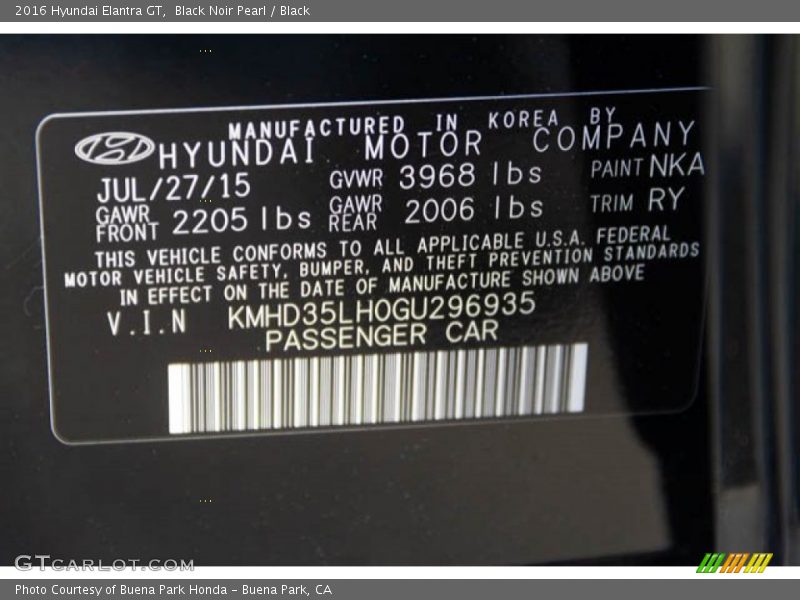 2016 Hyundai Elantra GT, Black Noir Pearl / Black
MANUFACTURED IN KOREA BY
HYUNDAI MOTOR COMPANY
JUL/27/15 GVWR 3968 lbs PAINT NKA
GAWR FRONT 2205 lbs GAWR REAR 2006 lbs TRIM RY
THIS VEHICLE CONFORMS TO ALL APPLICABLE U.S.A. FEDERAL
MOTOR VEHICLE SAFETY, BUMPER, AND THEFT PREVENTION STANDARDS
IN EFFECT ON THE DATE OF MANUFACTURE SHOWN ABOVE
V.I.N KMHD35LH0GU296935
PASSENGER CAR
GTCARLOT.COM
Photo Courtesy of Buena Park Honda - Buena Park, CA